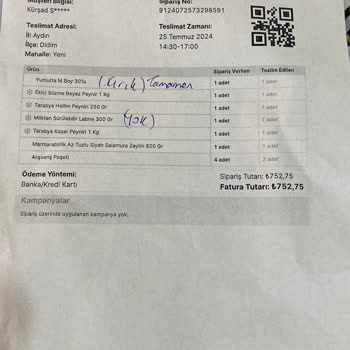 Müşteri Bilgisi:
Kürşad S*****
Sipariş No:
9124072573298591
Teslimat Adresi:
İl: Aydın
İlçe: Didim
Mahalle: Yeni
Teslimat Zamanı:
25 Temmuz 2024
14:30-17:00
Ürün Sipariş Verilen Teslim Edilen
Yumurta M Boy 30'lu (Kırık) Tamamen 1 adet 1 adet
Ekici Süzme Beyaz Peynir 1 Kg 1 adet 1 adet
Tarabya Hellim Peyniri 250 Gr 1 adet 1 adet
Milkten Sürülebilir Labne 300 Gr (YOK) 1 adet 1 adet
Tarabya Kaşar Peyniri 1 Kg 1 adet 1 adet
Marmarabirlik Az Tuzlu Siyah Salamura Zeytin 800 Gr 1 adet 1 adet
Alışveriş Poşeti 4 adet 2 adet
Ödeme Yöntemi:
Banka/Kredi Kartı
Sipariş Tutarı: ₺752,75
Fatura Tutarı: ₺752,75
Kampanyalar
Sipariş üzerinde uygulanan kampanya yok.